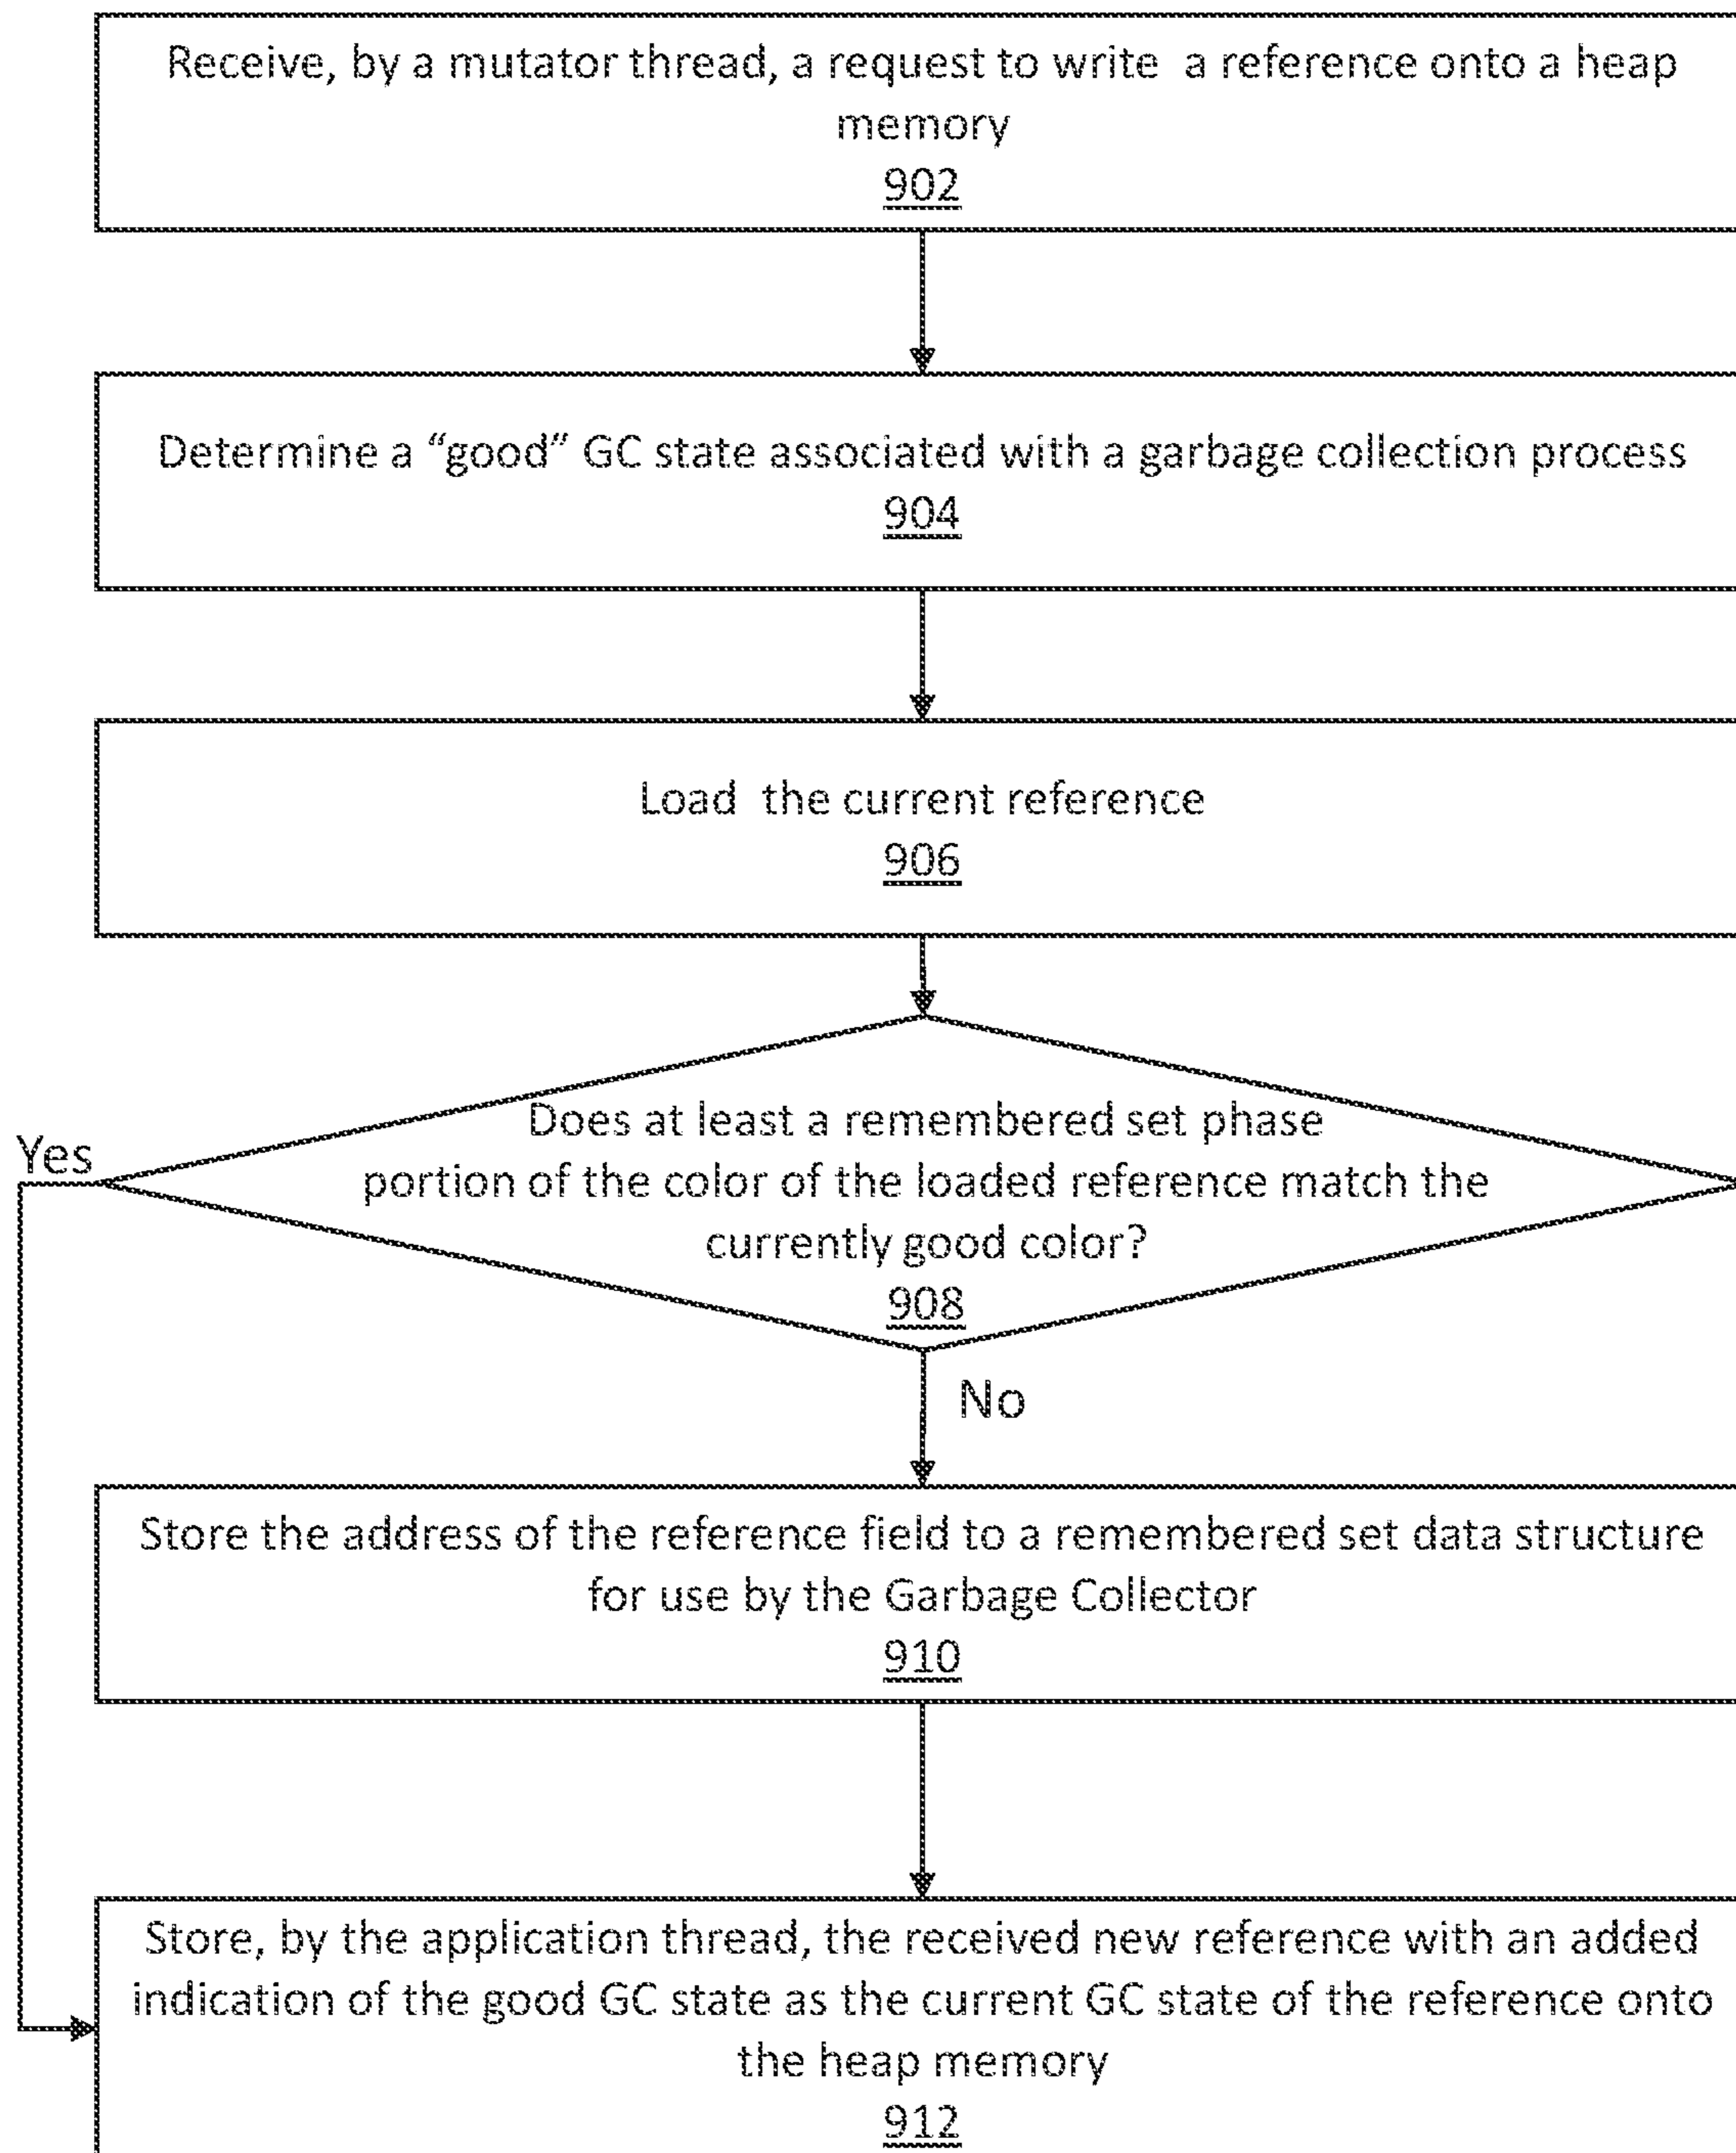 Receive, by a mutator thread, a request to write a reference onto a heap
memory
902
Determine a “good” GC state associated with a garbage collection process
904
Load the current reference
906
Does at least a remembered set phase
portion of the color of the loaded reference match the
currently good color?
908
Yes
No
Store the address of the reference field to a remembered set data structure
for use by the Garbage Collector
910
Store, by the application thread, the received new reference with an added
indication of the good GC state as the current GC state of the reference onto
the heap memory
912